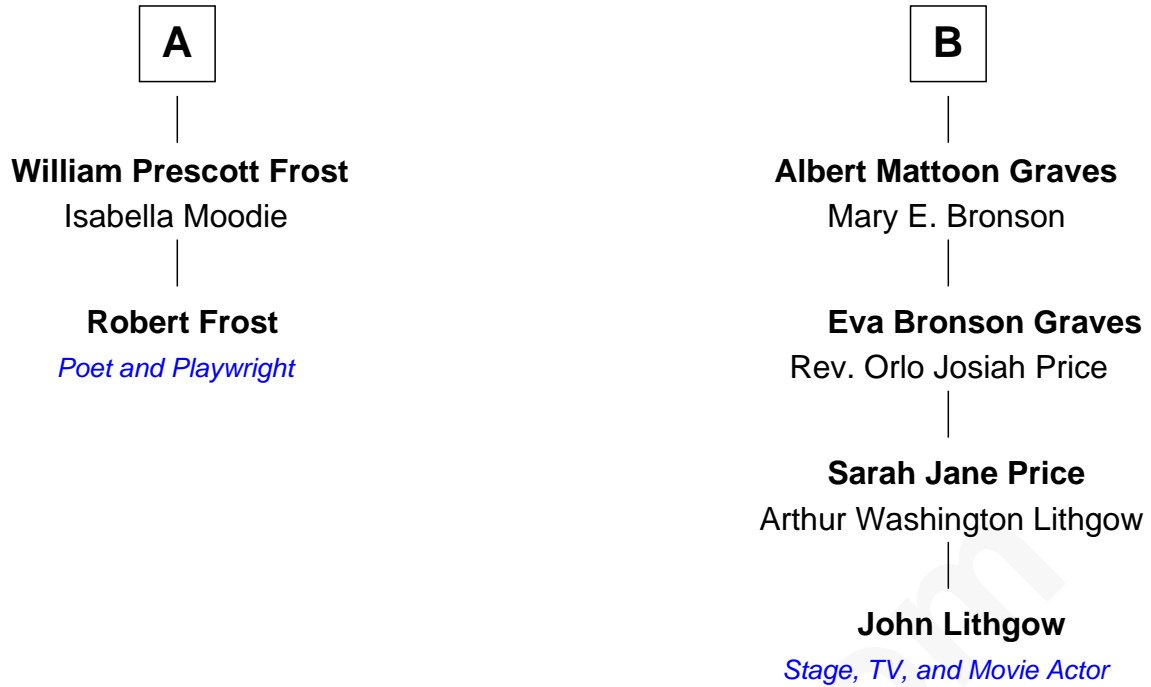 A
William Prescott Frost
Isabella Moodie
Robert Frost
Poet and Playwright
B
Albert Mattoon Graves
Mary E. Bronson
Eva Bronson Graves
Rev. Orlo Josiah Price
Sarah Jane Price
Arthur Washington Lithgow
John Lithgow
Stage, TV, and Movie Actor